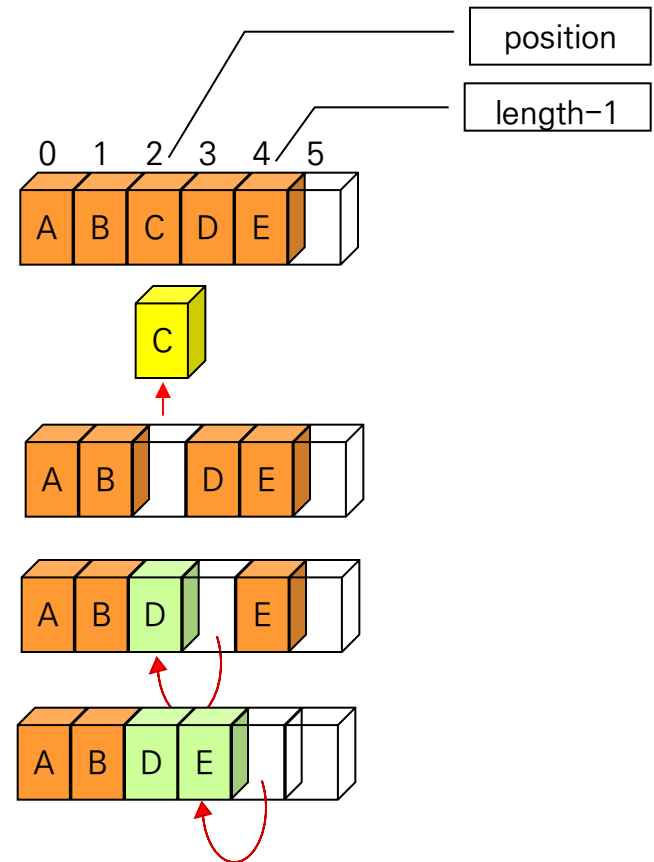 position
length-1
0 1 2 3 4 5
A B C D E
C
A B D E
A B D E
A B D E